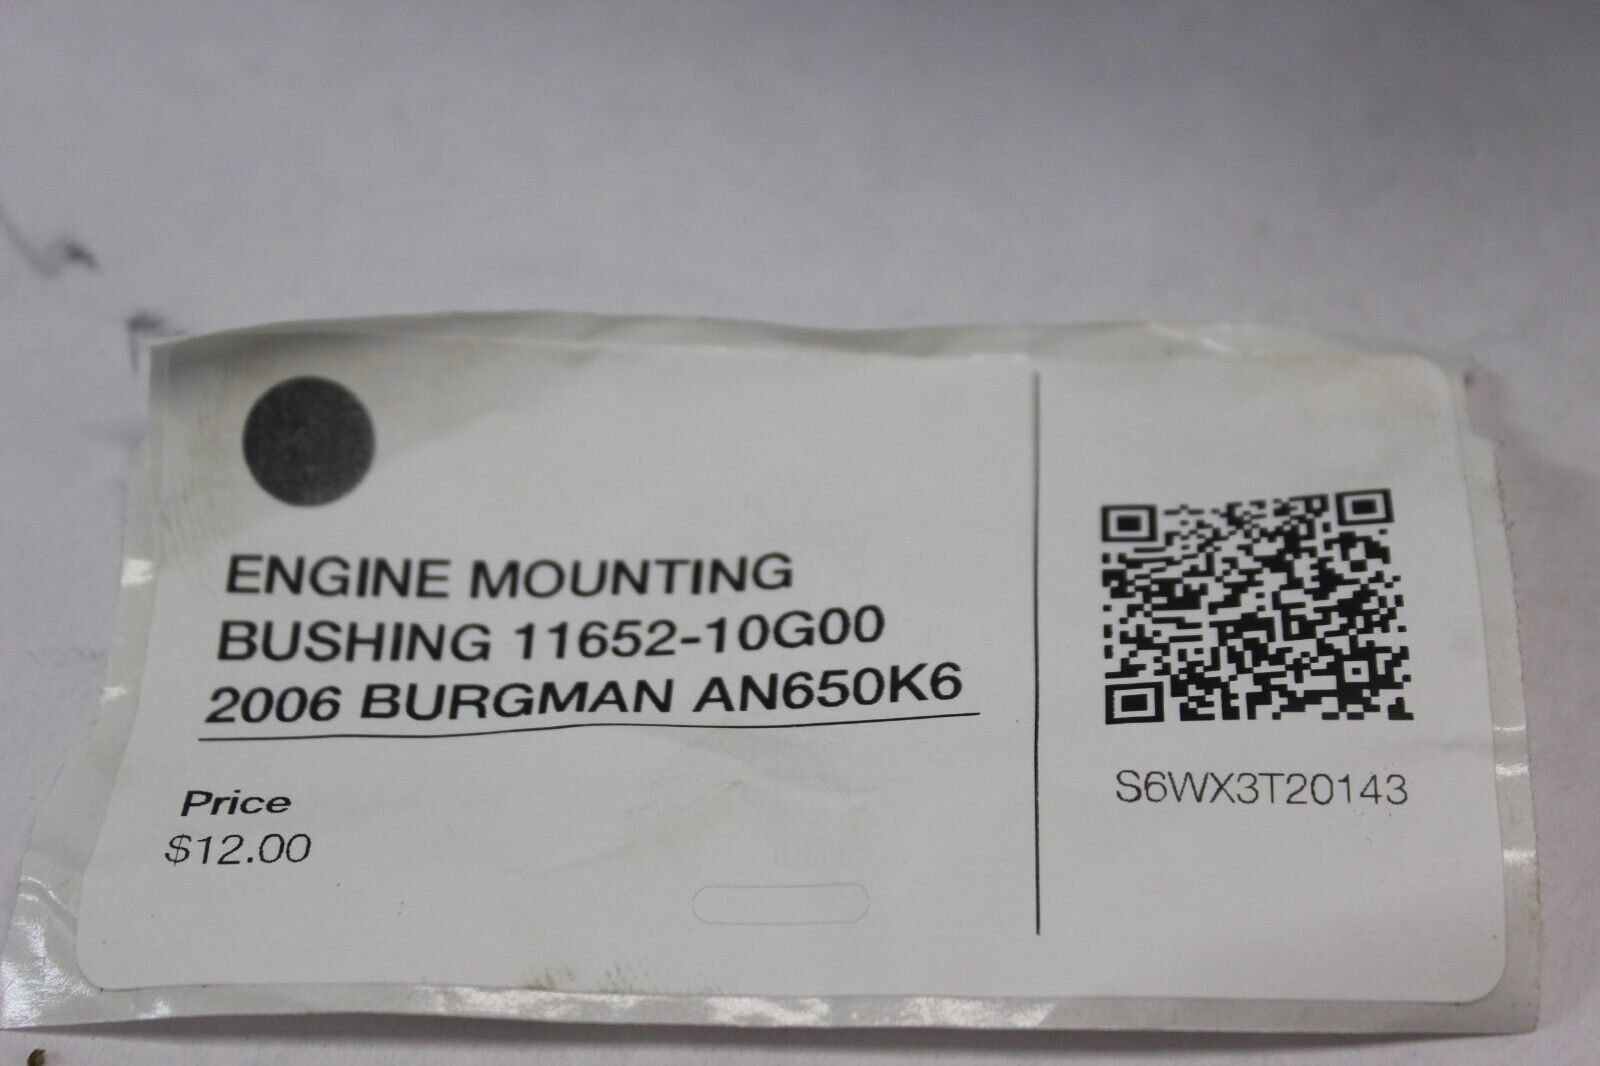 ENGINE MOUNTING
BUSHING 11652-10G00
2006 BURGMAN AN650K6
Price
$12.00
S6WX3T20143